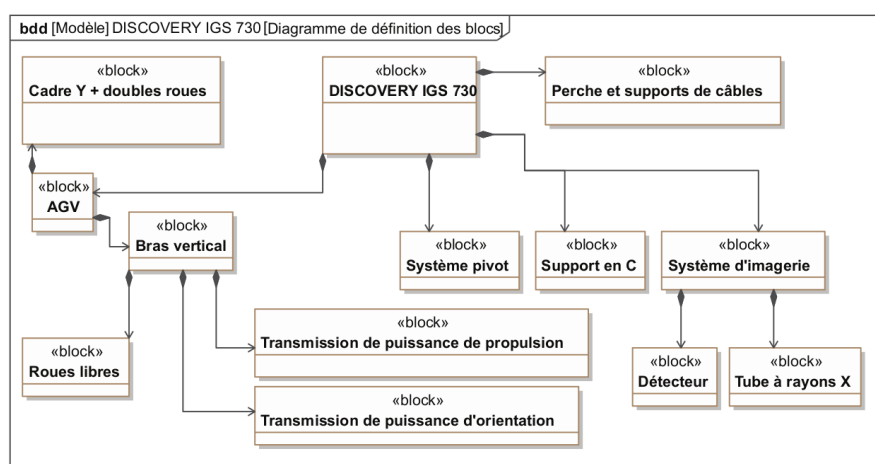 bdd [Modèle] DISCOVERY IGS 730 [Diagramme de définition des blocs]
«block»
Cadre Y + doubles roues
«block»
DISCOVERY IGS 730
«block»
Perche et supports de câbles
«block»
AGV
«block»
Bras vertical
«block»
Système pivot
«block»
Support en C
«block»
Système d'imagerie
«block»
Transmission de puissance de propulsion
«block»
Roues libres
«block»
Détecteur
«block»
Tube à rayons X
«block»
Transmission de puissance d'orientation